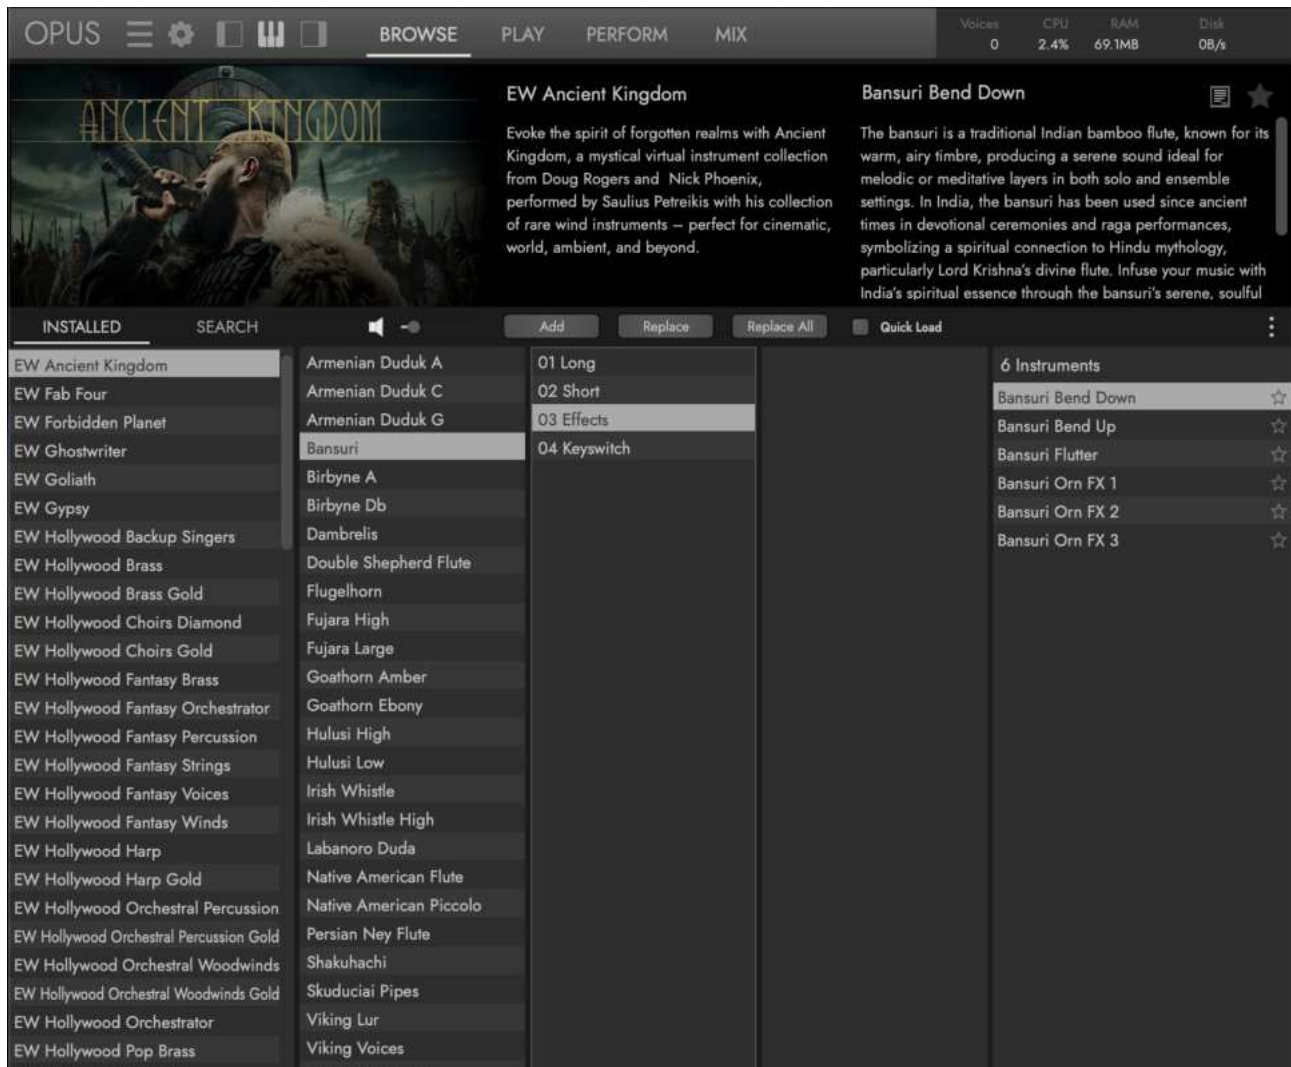 OPUS
BROWSE
PLAY
PERFORM
MIX
Voices
CPU
RAM
Disk
0
2.4%
69.1MB
0B/s
ANCIENT KINGDOM
EW Ancient Kingdom
Evoke the spirit of forgotten realms with Ancient
Kingdom, a mystical virtual instrument collection
from Doug Rogers and Nick Phoenix,
performed by Saulius Petreikis with his collection
of rare wind instruments – perfect for cinematic,
world, ambient, and beyond.
Bansuri Bend Down
The bansuri is a traditional Indian bamboo flute, known for its
warm, airy timbre, producing a serene sound ideal for
melodic or meditative layers in both solo and ensemble
settings. In India, the bansuri has been used since ancient
times in devotional ceremonies and raga performances,
symbolizing a spiritual connection to Hindu mythology,
particularly Lord Krishna's divine flute. Infuse your music with
India's spiritual essence through the bansuri's serene, soulful
INSTALLED
SEARCH
Add
Replace
Replace All
Quick Load
EW Ancient Kingdom
EW Fab Four
EW Forbidden Planet
EW Ghostwriter
EW Goliath
EW Gypsy
EW Hollywood Backup Singers
EW Hollywood Brass
EW Hollywood Brass Gold
EW Hollywood Choirs Diamond
EW Hollywood Choirs Gold
EW Hollywood Fantasy Brass
EW Hollywood Fantasy Orchestrator
EW Hollywood Fantasy Percussion
EW Hollywood Fantasy Strings
EW Hollywood Fantasy Voices
EW Hollywood Fantasy Winds
EW Hollywood Harp
EW Hollywood Harp Gold
EW Hollywood Orchestral Percussion
EW Hollywood Orchestral Percussion Gold
EW Hollywood Orchestral Woodwinds
EW Hollywood Orchestral Woodwinds Gold
EW Hollywood Orchestrator
EW Hollywood Pop Brass
Armenian Duduk A
Armenian Duduk C
Armenian Duduk G
Bansuri
Birbyne A
Birbyne Db
Dambrelis
Double Shepherd Flute
Flugelhorn
Fujara High
Fujara Large
Goathorn Amber
Goathorn Ebony
Hulusi High
Hulusi Low
Irish Whistle
Irish Whistle High
Labanoro Duda
Native American Flute
Native American Piccolo
Persian Ney Flute
Shakuhachi
Skuduciai Pipes
Viking Lur
Viking Voices
01 Long
02 Short
03 Effects
04 Keyswitch
6 Instruments
Bansuri Bend Down
Bansuri Bend Up
Bansuri Flutter
Bansuri Orn FX 1
Bansuri Orn FX 2
Bansuri Orn FX 3